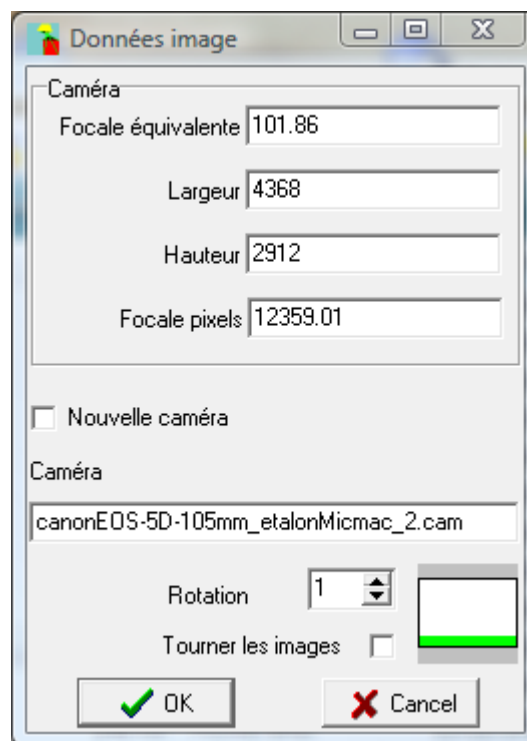 Données image
Caméra
Focale équivalente 101.86
Largeur 4368
Hauteur 2912
Focale pixels 12359.01
Nouvelle caméra
Caméra
canonEOS-5D-105mm_etalonMicmac_2.cam
Rotation 1
Tourner les images
OK Cancel